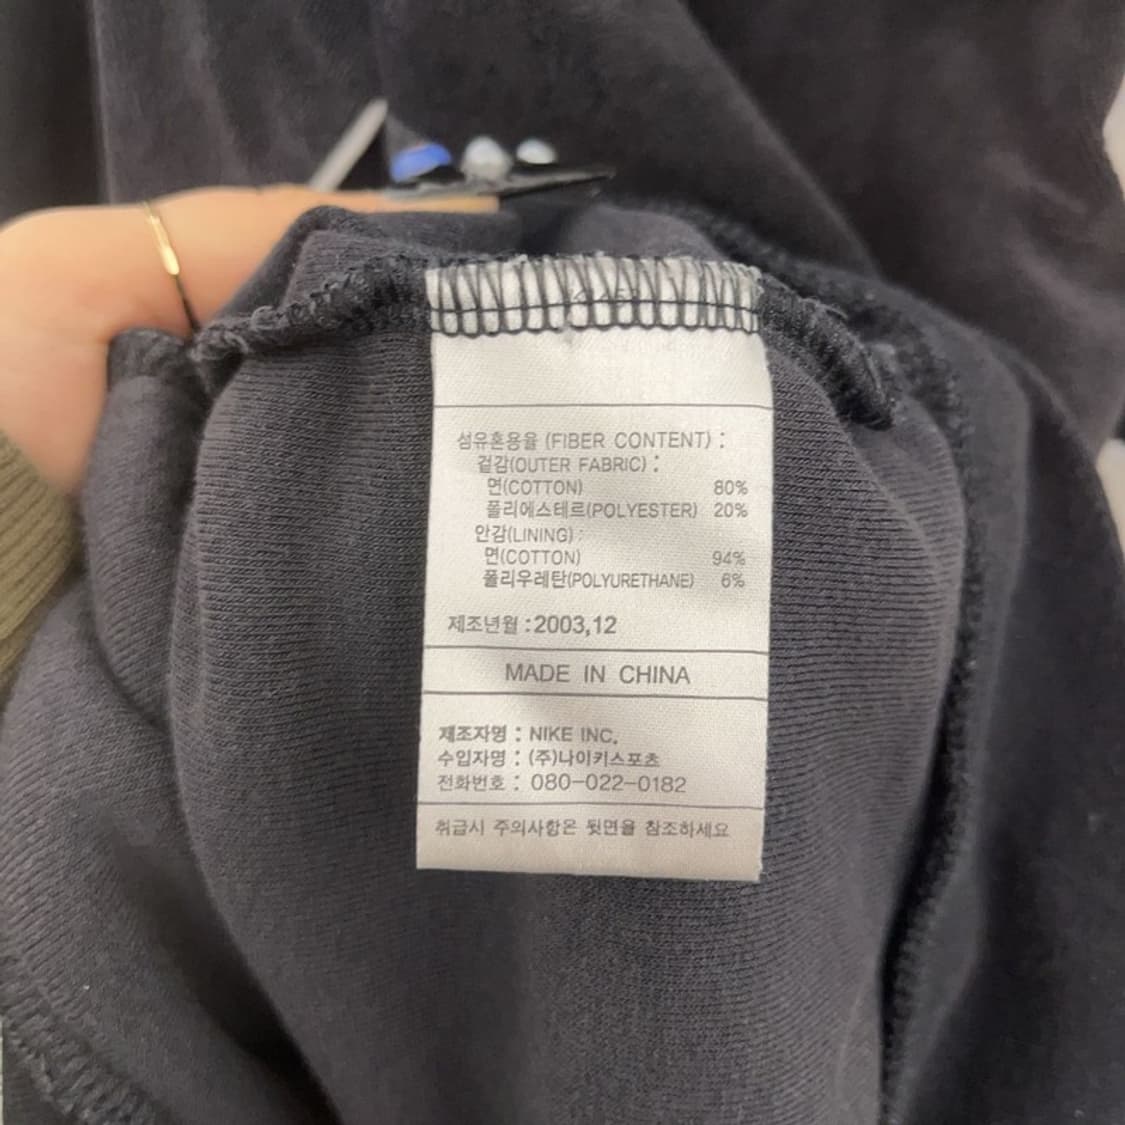 섬유혼용율 (FIBER CONTENT) :
겉감(OUTER FABRIC) :
면(COTTON) 80%
폴리에스테르(POLYESTER) 20%
안감(LINING) :
면(COTTON) 94%
폴리우레탄(POLYURETHANE) 6%
제조년월 : 2003,12
MADE IN CHINA
제조자명 : NIKE INC.
수입자명 : (주)나이키스포츠
전화번호 : 080-022-0182
취급시 주의사항은 뒷면을 참조하세요